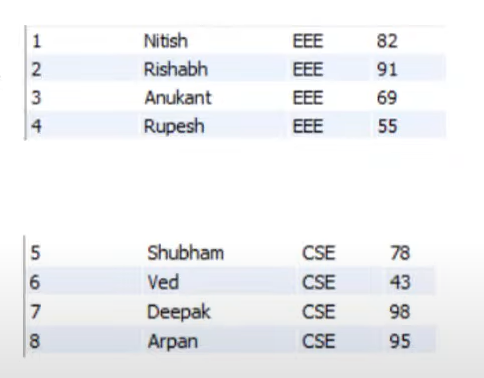 1 Nitish EEE 82
2 Rishabh EEE 91
3 Anukant EEE 69
4 Rupesh EEE 55
5 Shubham CSE 78
6 Ved CSE 43
7 Deepak CSE 98
8 Arpan CSE 95